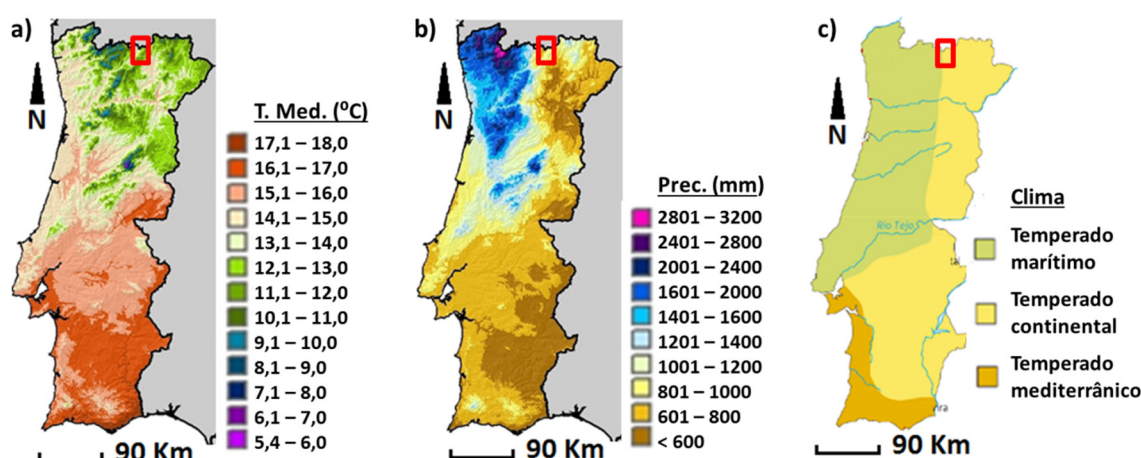 a)
N
T. Med. (⁰C)
17,1 – 18,0
16,1 – 17,0
15,1 – 16,0
14,1 – 15,0
13,1 – 14,0
12,1 – 13,0
11,1 – 12,0
10,1 – 11,0
9,1 – 10,0
8,1 – 9,0
7,1 – 8,0
6,1 – 7,0
5,4 – 6,0
90 Km
b)
N
Prec. (mm)
2801 – 3200
2401 – 2800
2001 – 2400
1601 – 2000
1401 – 1600
1201 – 1400
1001 – 1200
801 – 1000
601 – 800
< 600
90 Km
c)
N
Rio Tejo
Clima
Temperado
marítimo
Temperado
continental
Temperado
mediterrânico
90 Km